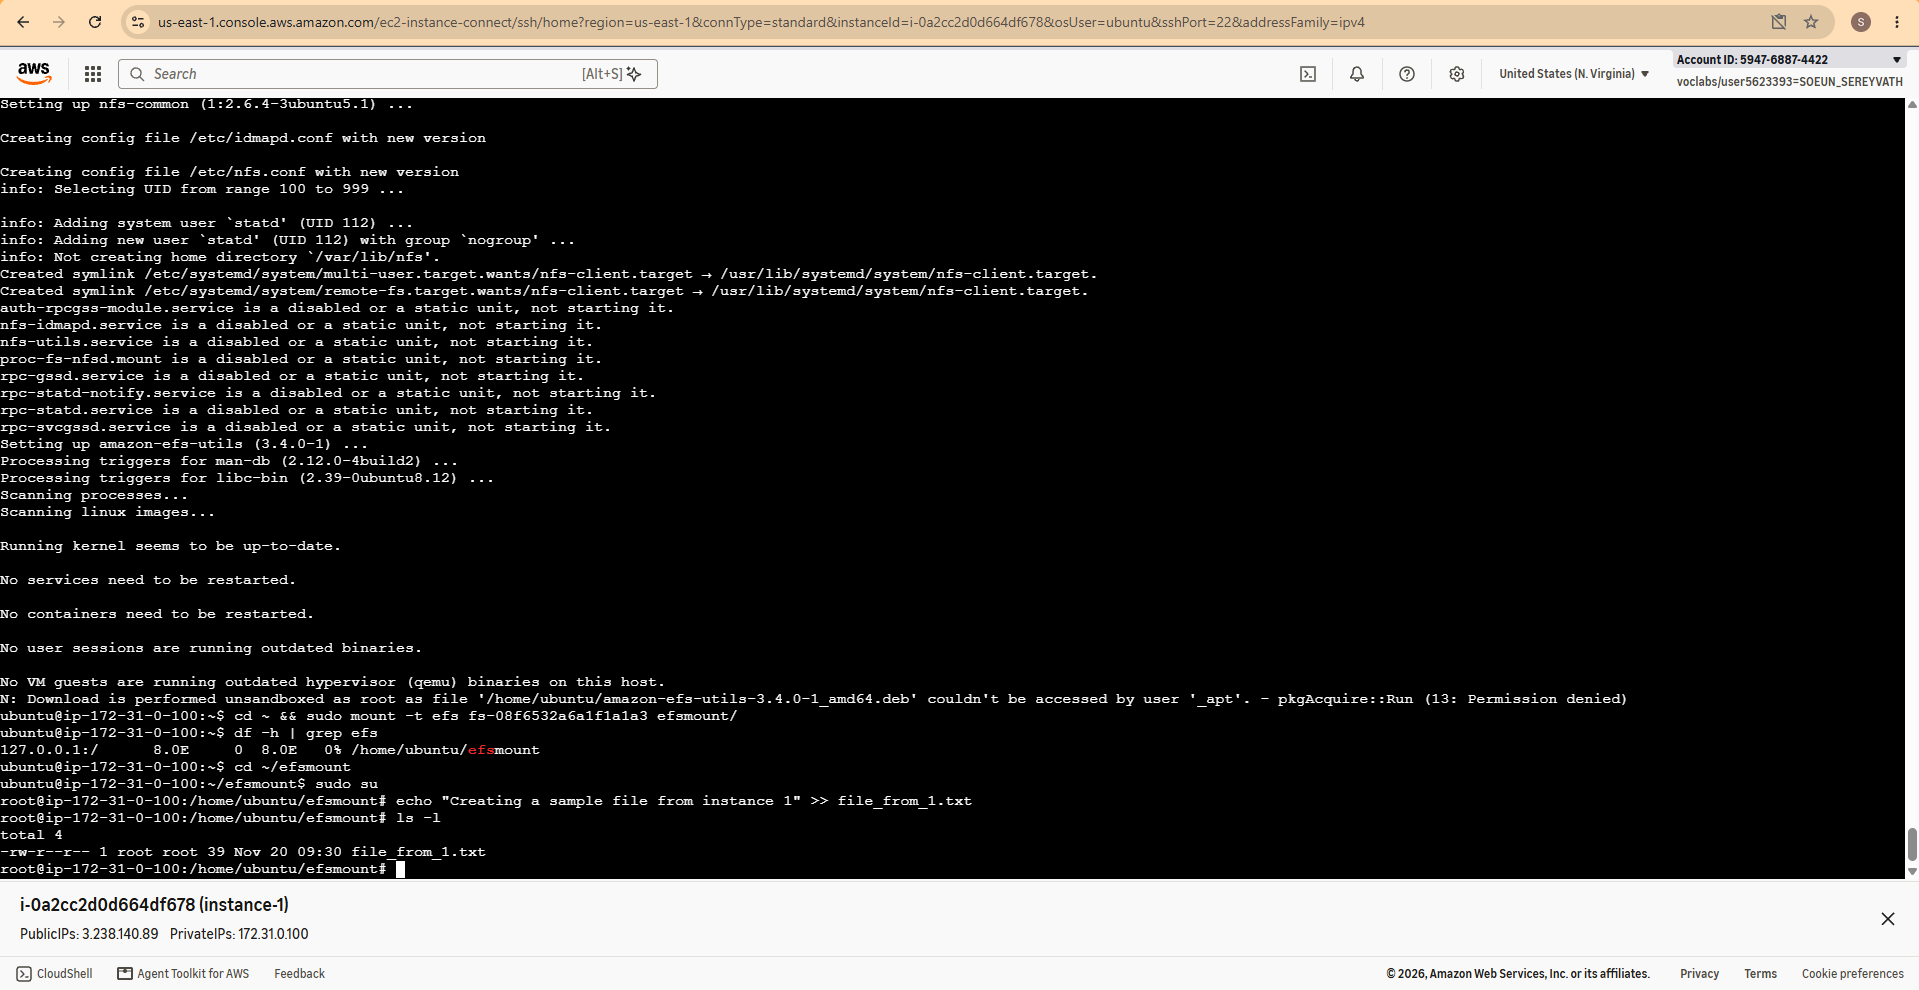 us-east-1.console.aws.amazon.com/ec2-instance-connect/ssh/home?region=us-east-1&connType=standard&instanceId=i-0a2cc2d0d664df678&osUser=ubuntu&sshPort=22&addressFamily=ipv4
S
aws
Search [Alt+S]
United States (N. Virginia)
Account ID: 5947-6887-4422
voclabs/user5623393=SOEUN_SEREYVATH
Setting up nfs-common (1:2.6.4-3ubuntu5.1) ...
Creating config file /etc/idmapd.conf with new version
Creating config file /etc/nfs.conf with new version
info: Selecting UID from range 100 to 999 ...
info: Adding system user `statd' (UID 112) ...
info: Adding new user `statd' (UID 112) with group `nogroup' ...
info: Not creating home directory `/var/lib/nfs'.
Created symlink /etc/systemd/system/multi-user.target.wants/nfs-client.target → /usr/lib/systemd/system/nfs-client.target.
Created symlink /etc/systemd/system/remote-fs.target.wants/nfs-client.target → /usr/lib/systemd/system/nfs-client.target.
auth-rpcgss-module.service is a disabled or a static unit, not starting it.
nfs-idmapd.service is a disabled or a static unit, not starting it.
nfs-utils.service is a disabled or a static unit, not starting it.
proc-fs-nfsd.mount is a disabled or a static unit, not starting it.
rpc-gssd.service is a disabled or a static unit, not starting it.
rpc-statd-notify.service is a disabled or a static unit, not starting it.
rpc-statd.service is a disabled or a static unit, not starting it.
rpc-svcgssd.service is a disabled or a static unit, not starting it.
Setting up amazon-efs-utils (3.4.0-1) ...
Processing triggers for man-db (2.12.0-4build2) ...
Processing triggers for libc-bin (2.39-0ubuntu8.12) ...
Scanning processes...
Scanning linux images...
Running kernel seems to be up-to-date.
No services need to be restarted.
No containers need to be restarted.
No user sessions are running outdated binaries.
No VM guests are running outdated hypervisor (qemu) binaries on this host.
N: Download is performed unsandboxed as root as file '/home/ubuntu/amazon-efs-utils-3.4.0-1_amd64.deb' couldn't be accessed by user '_apt'. - pkgAcquire::Run (13: Permission denied)
ubuntu@ip-172-31-0-100:~$ cd ~ && sudo mount -t efs fs-08f6532a6a1f1a1a3 efsmount/
ubuntu@ip-172-31-0-100:~$ df -h | grep efs
127.0.0.1:/      8.0E     0  8.0E   0% /home/ubuntu/efsmount
ubuntu@ip-172-31-0-100:~$ cd ~/efsmount
ubuntu@ip-172-31-0-100:~/efsmount$ sudo su
root@ip-172-31-0-100:/home/ubuntu/efsmount# echo "Creating a sample file from instance 1" >> file_from_1.txt
root@ip-172-31-0-100:/home/ubuntu/efsmount# ls -l
total 4
-rw-r--r-- 1 root root 39 Nov 20 09:30 file_from_1.txt
root@ip-172-31-0-100:/home/ubuntu/efsmount#
i-0a2cc2d0d664df678 (instance-1)
PublicIPs: 3.238.140.89 PrivateIPs: 172.31.0.100
CloudShell Agent Toolkit for AWS Feedback © 2026, Amazon Web Services, Inc. or its affiliates. Privacy Terms Cookie preferences